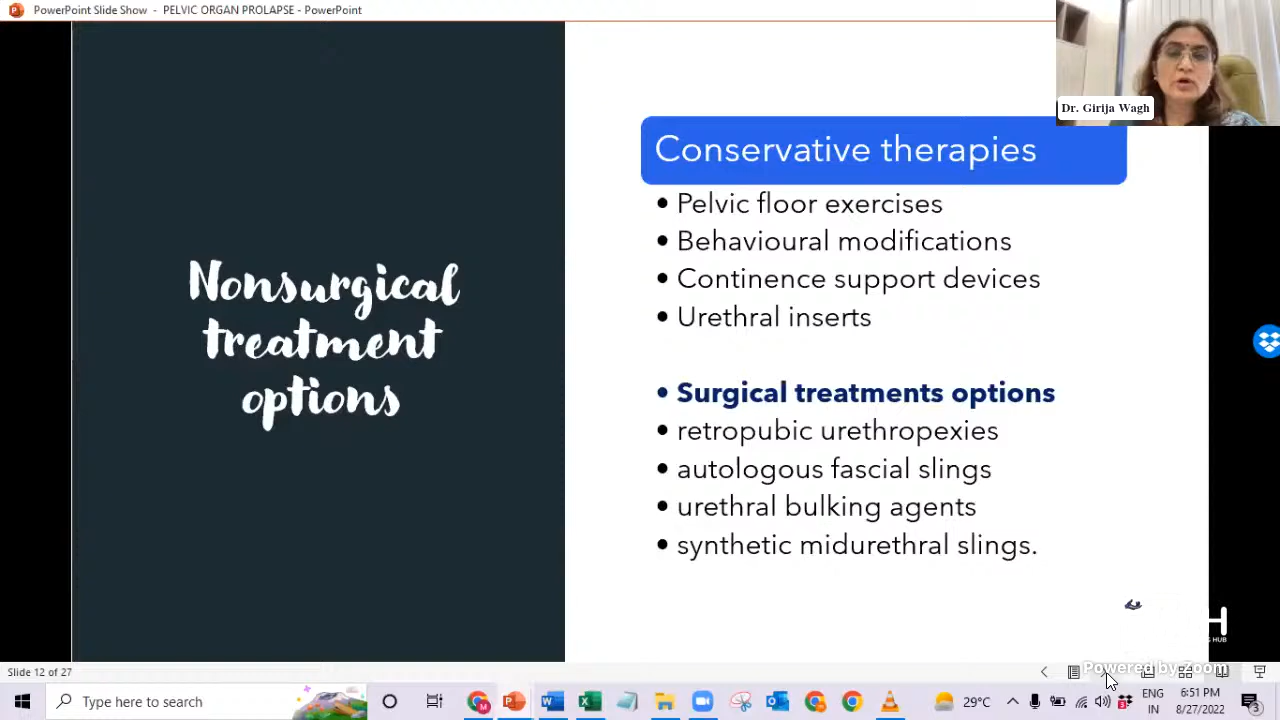 PowerPoint Slide Show - PELVIC ORGAN PROLAPSE - PowerPoint
Dr. Girija Wagh
Conservative therapies
• Pelvic floor exercises
• Behavioural modifications
• Continence support devices
• Urethral inserts
Nonsurgical
treatment
options
• Surgical treatments options
• retropubic urethropexies
• autologous fascial slings
• urethral bulking agents
• synthetic midurethral slings.
H
HUB
Slide 12 of 27
Powered by Zoom
Type here to search
29°C
ENG
IN
6:51 PM
8/27/2022
3